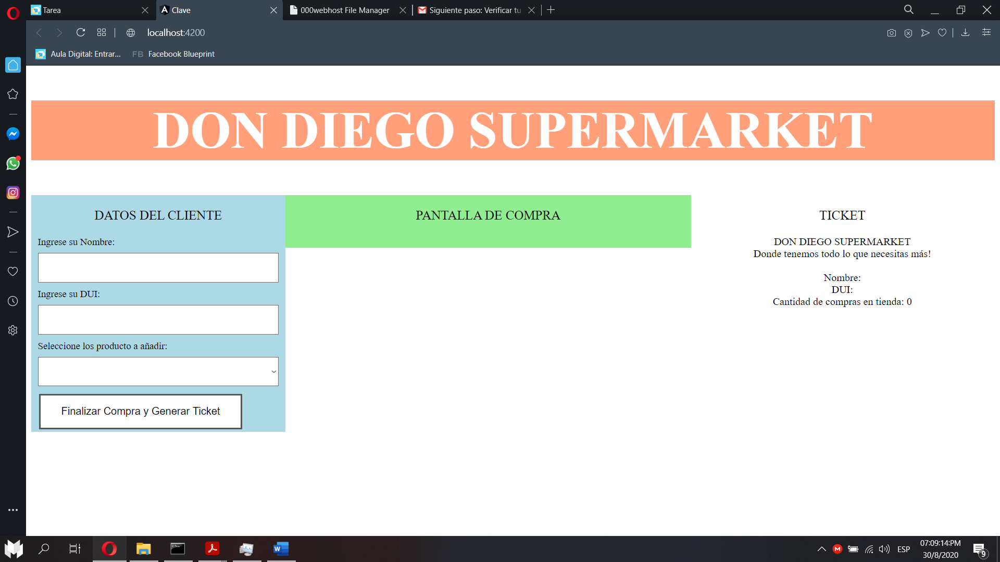 Tarea
Clave
000webhost File Manager
Siguiente paso: Verificar tu
localhost:4200
Aula Digital: Entrar...
FB Facebook Blueprint
DON DIEGO SUPERMARKET
DATOS DEL CLIENTE
Ingrese su Nombre:
Ingrese su DUI:
Seleccione los producto a añadir:
Finalizar Compra y Generar Ticket
PANTALLA DE COMPRA
TICKET
DON DIEGO SUPERMARKET
Donde tenemos todo lo que necesitas más!
Nombre:
DUI:
Cantidad de compras en tienda: 0
ESP
07:09:14:PM
30/8/2020
9